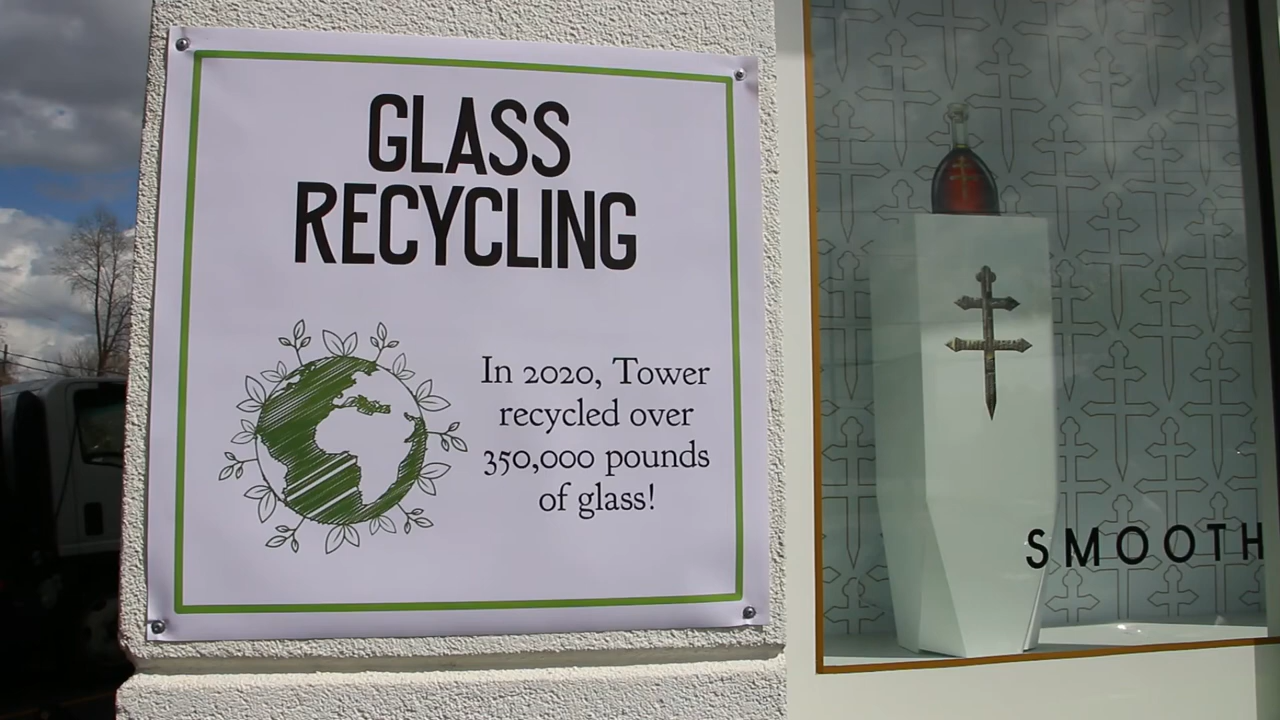 GLASS
RECYCLING
In 2020, Tower
recycled over
350,000 pounds
of glass!
SMOOTH